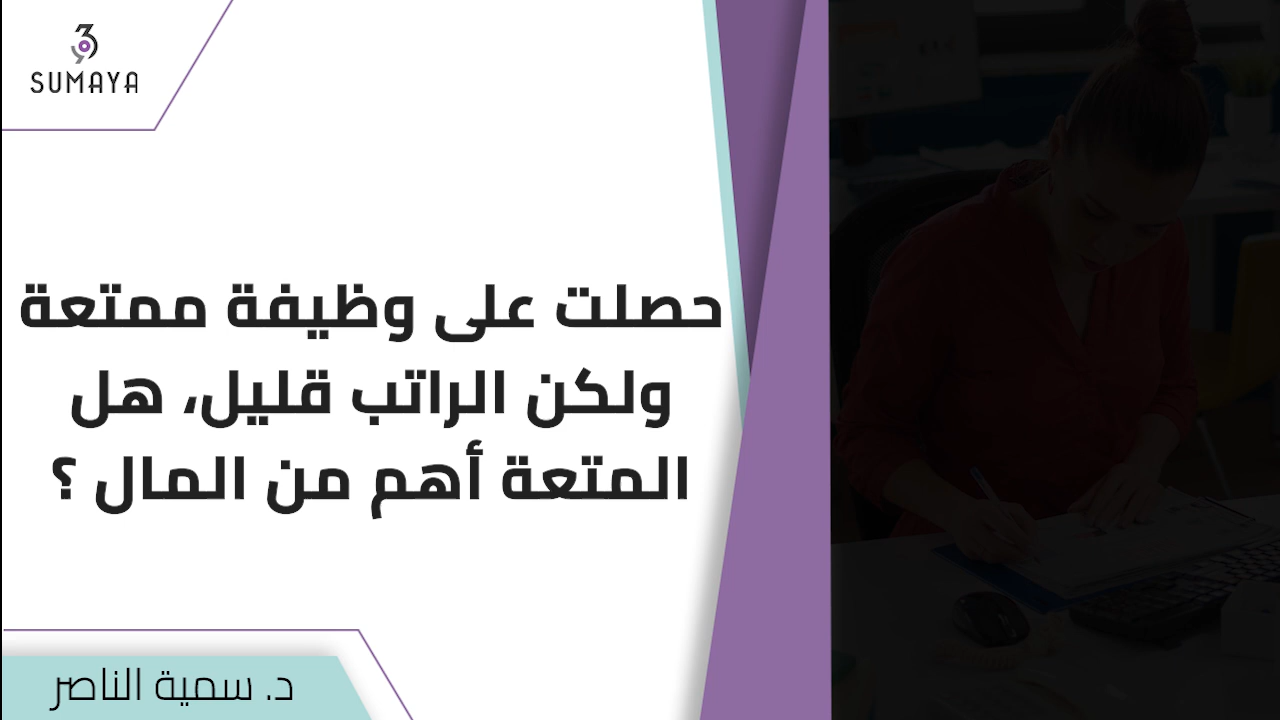 SUMAYA
حصلت على وظيفة ممتعة
ولكن الراتب قليل، هل
المتعة أهم من المال ؟
د. سمية الناصر